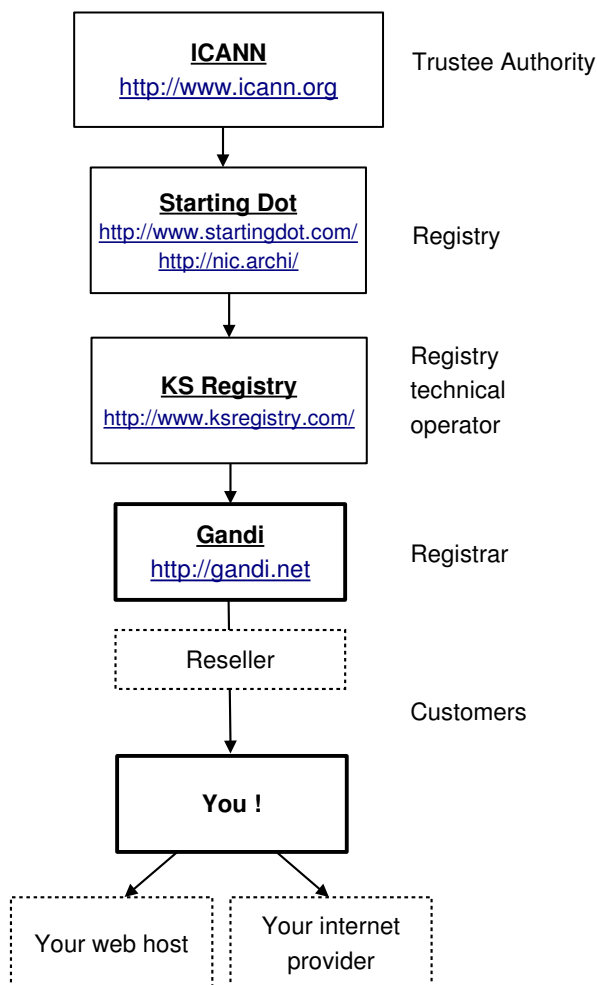 ICANN
http://www.icann.org
Trustee Authority
Starting Dot
http://www.startingdot.com/
http://nic.archi/
Registry
KS Registry
http://www.ksregistry.com/
Registry
technical
operator
Gandi
http://gandi.net
Registrar
Reseller
Customers
You !
Your web host
Your internet
provider